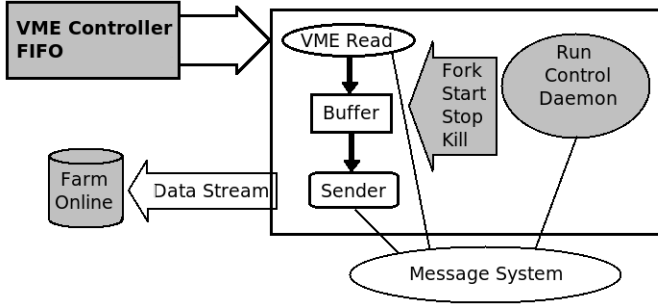 VME Controller
FIFO
VME Read
Buffer
Sender
Fork
Start
Stop
Kill
Run
Control
Daemon
Farm
Online
Data Stream
Message System